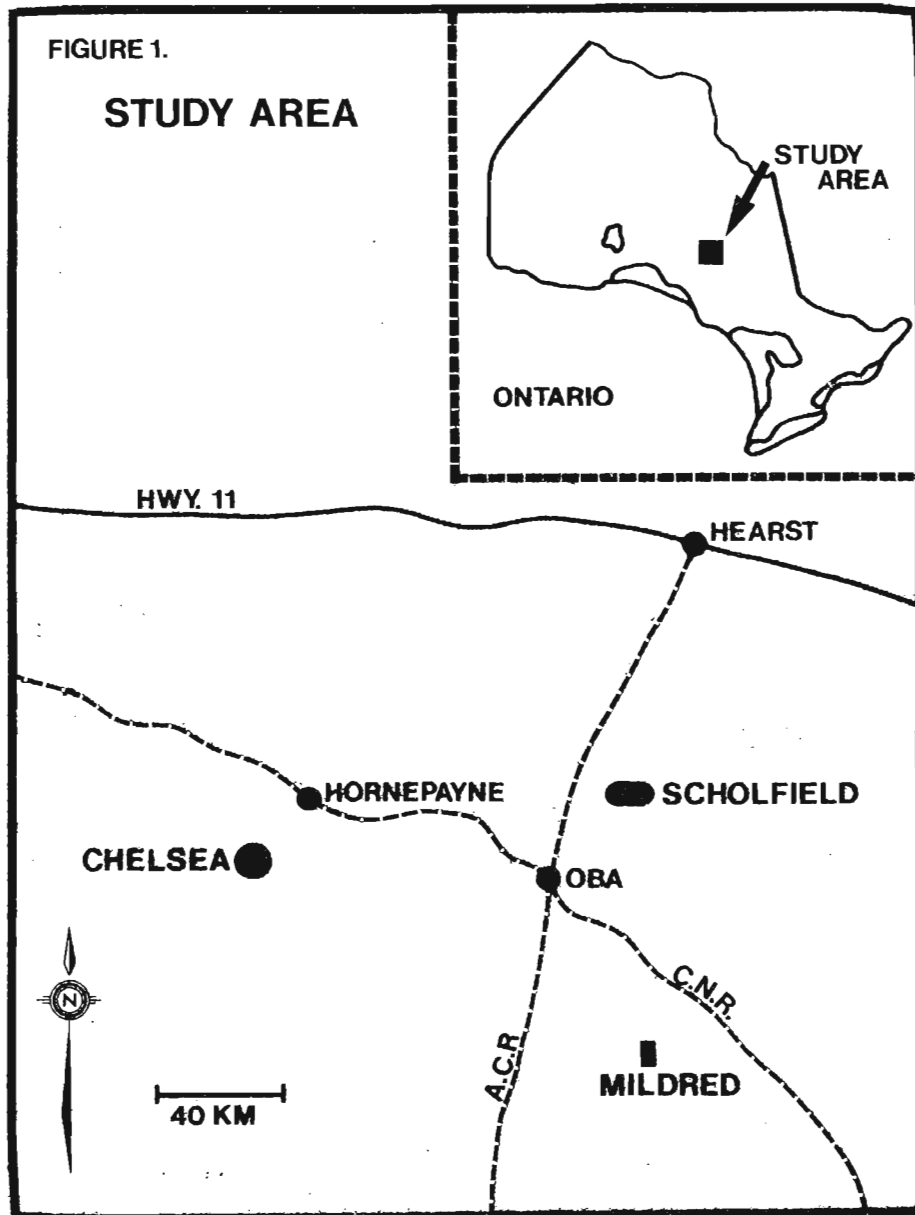 FIGURE 1.
STUDY AREA
STUDY
AREA
ONTARIO
HWY. 11
HEARST
HORNEPAYNE
SCHOLFIELD
CHELSEA
OBA
N
C.N.R.
A.C.R
MILDRED
40 KM